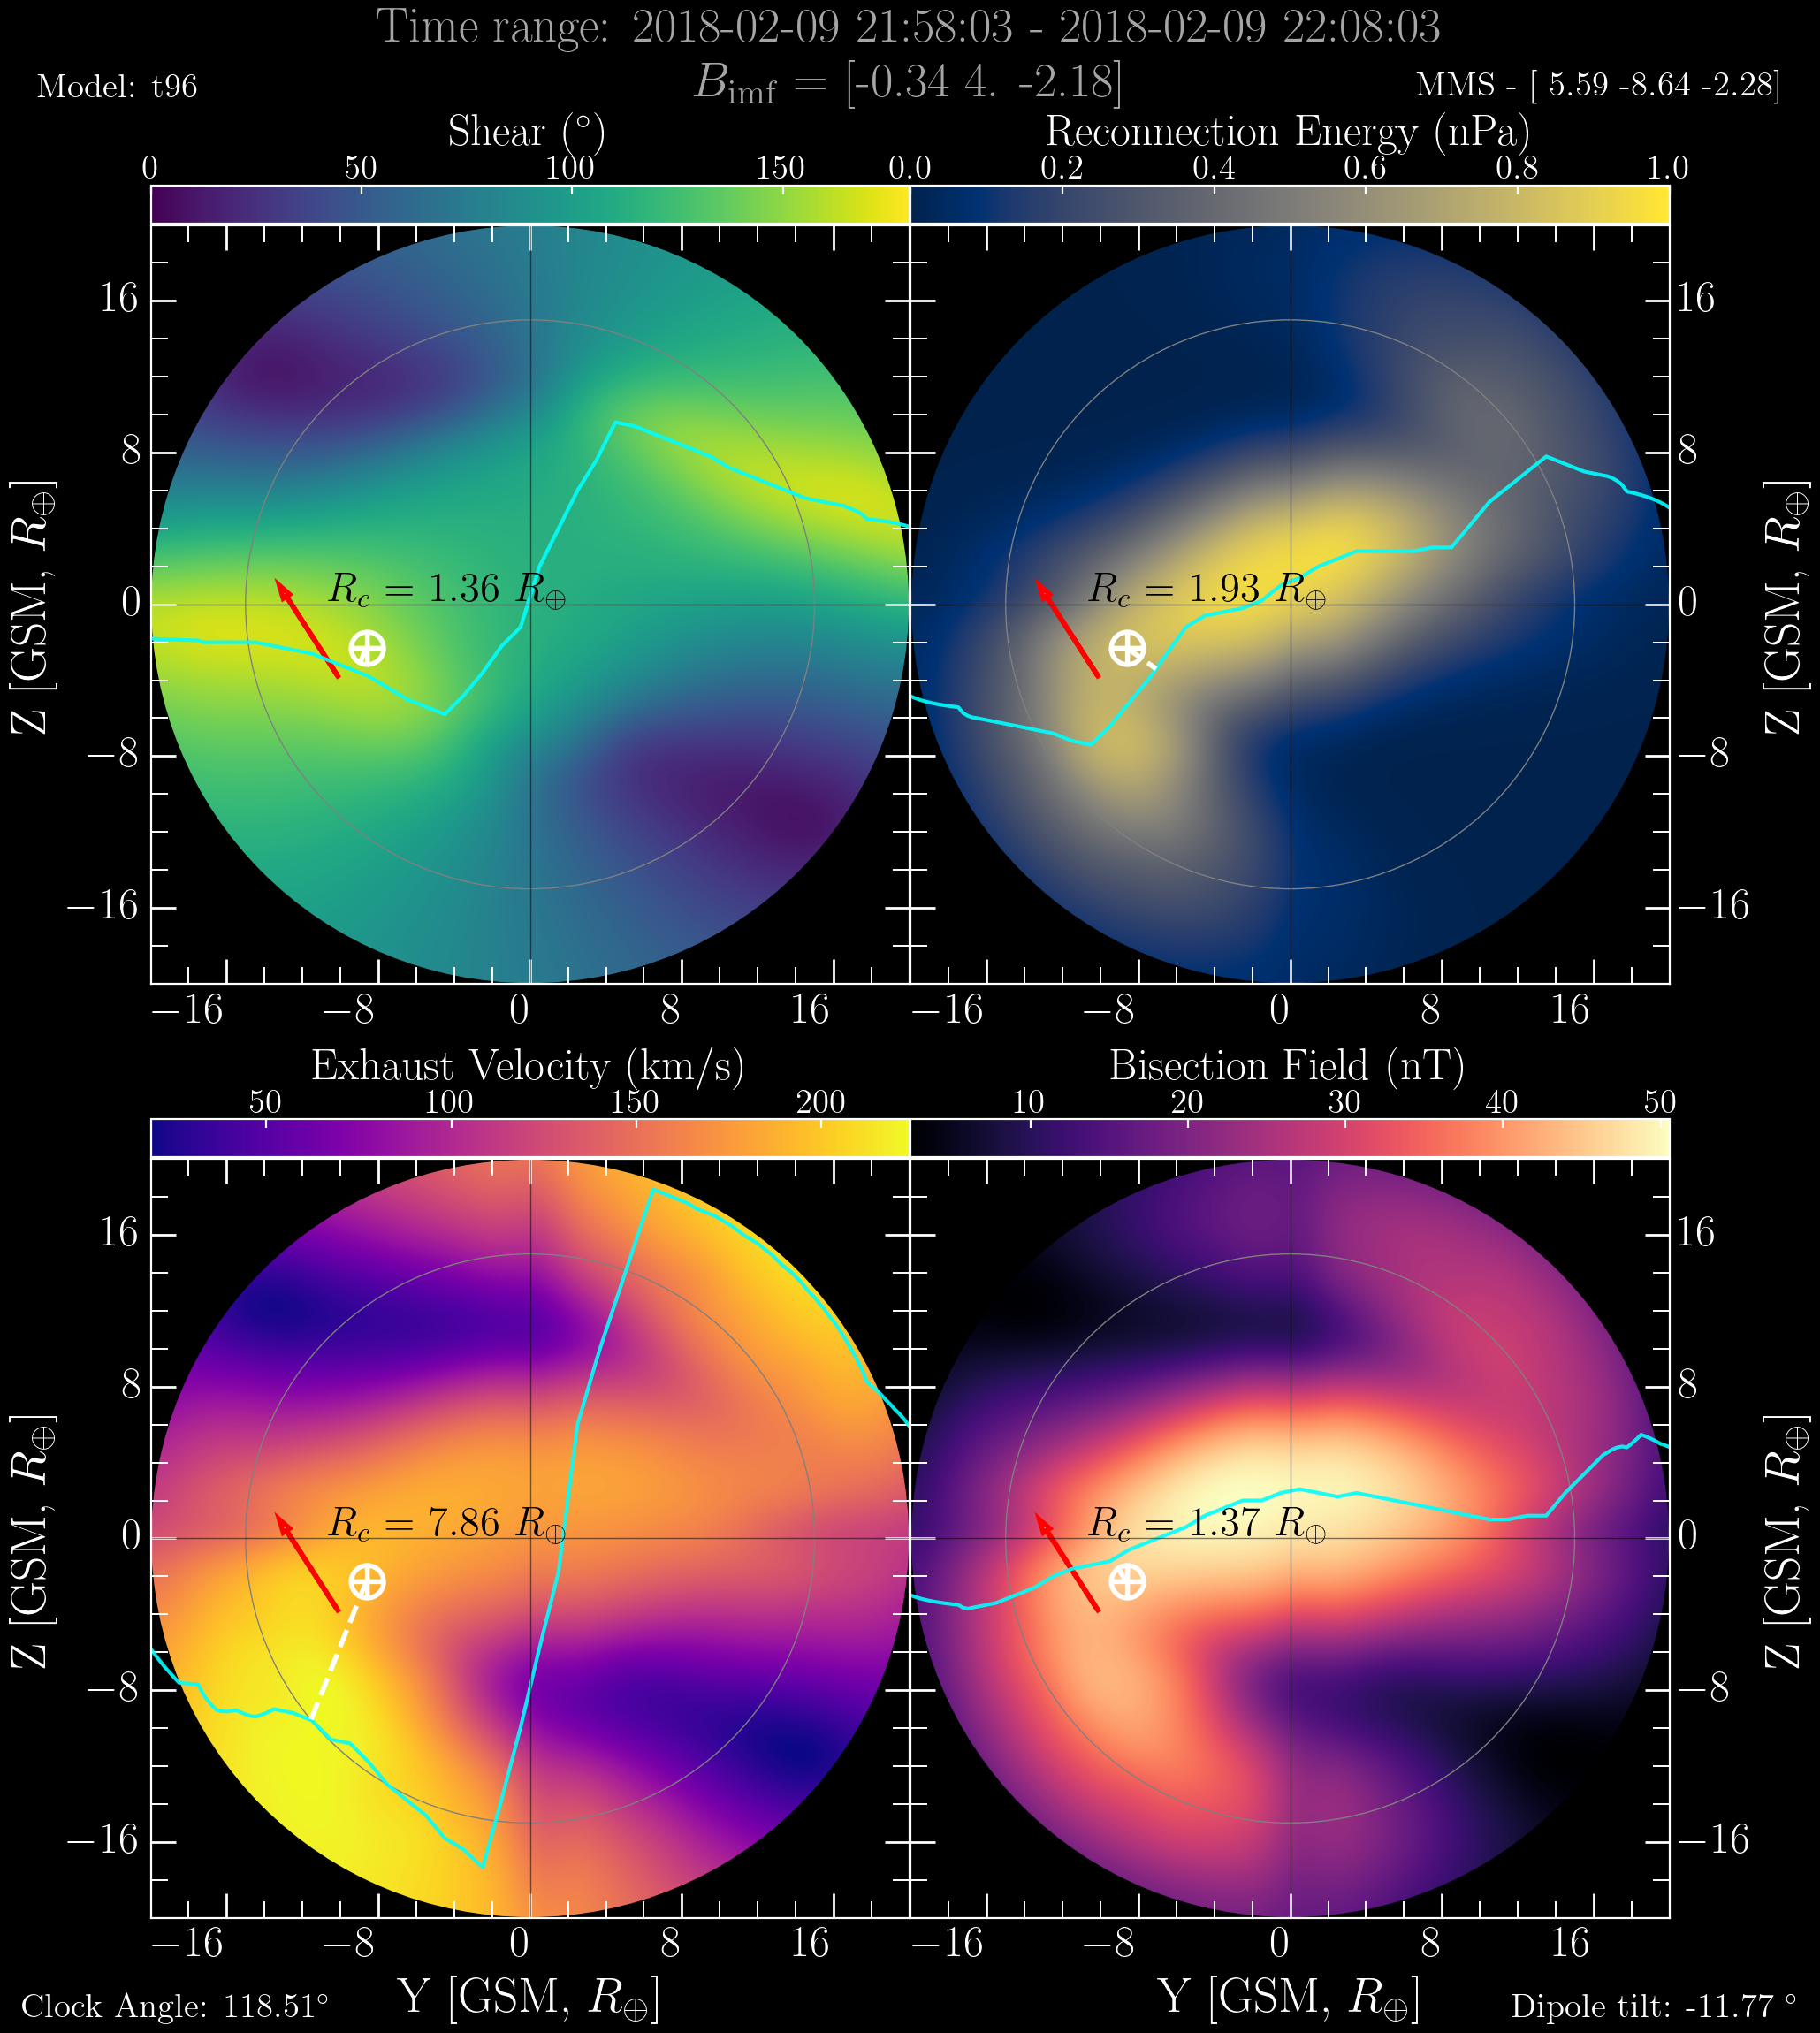 Time range: 2018-02-09 21:58:03 - 2018-02-09 22:08:03
Model: t96
B_imf = [-0.34 4. -2.18]
MMS - [ 5.59 -8.64 -2.28]
Shear (°)
Reconnection Energy (nPa)
0 50 100 150
0.0 0.2 0.4 0.6 0.8 1.0
16 16
8 8
0 0
−8 −8
−16 −16
Z [GSM, R⊕]
Z [GSM, R⊕]
R_c = 1.36 R⊕
R_c = 1.93 R⊕
−16 −8 0 8 16
−16 −8 0 8 16
Exhaust Velocity (km/s)
Bisection Field (nT)
50 100 150 200
10 20 30 40 50
16 16
8 8
0 0
−8 −8
−16 −16
Z [GSM, R⊕]
Z [GSM, R⊕]
R_c = 7.86 R⊕
R_c = 1.37 R⊕
−16 −8 0 8 16
−16 −8 0 8 16
Y [GSM, R⊕]
Y [GSM, R⊕]
Clock Angle: 118.51°
Dipole tilt: -11.77 °